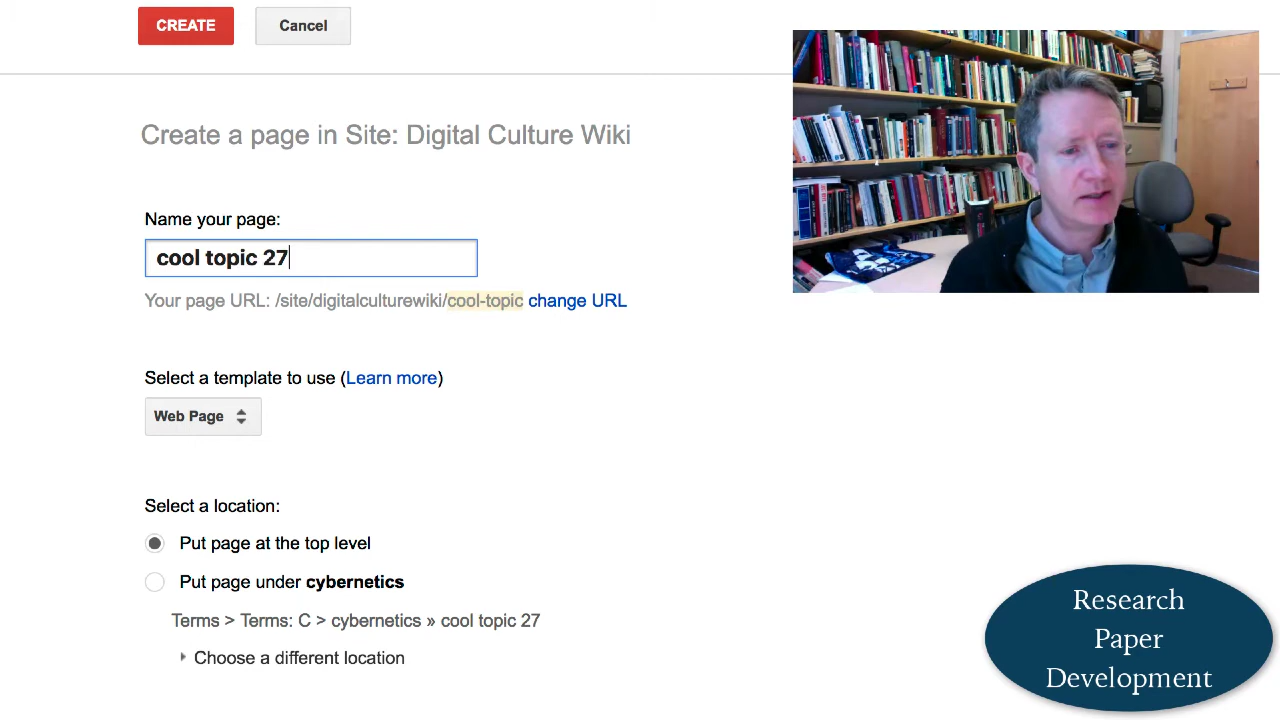 CREATE Cancel
Create a page in Site: Digital Culture Wiki
Name your page:
cool topic 27
Your page URL: /site/digitalculturewiki/cool-topic change URL
Select a template to use (Learn more)
Web Page
Select a location:
Put page at the top level
Put page under cybernetics
Terms > Terms: C > cybernetics » cool topic 27
Choose a different location
Research
Paper
Development